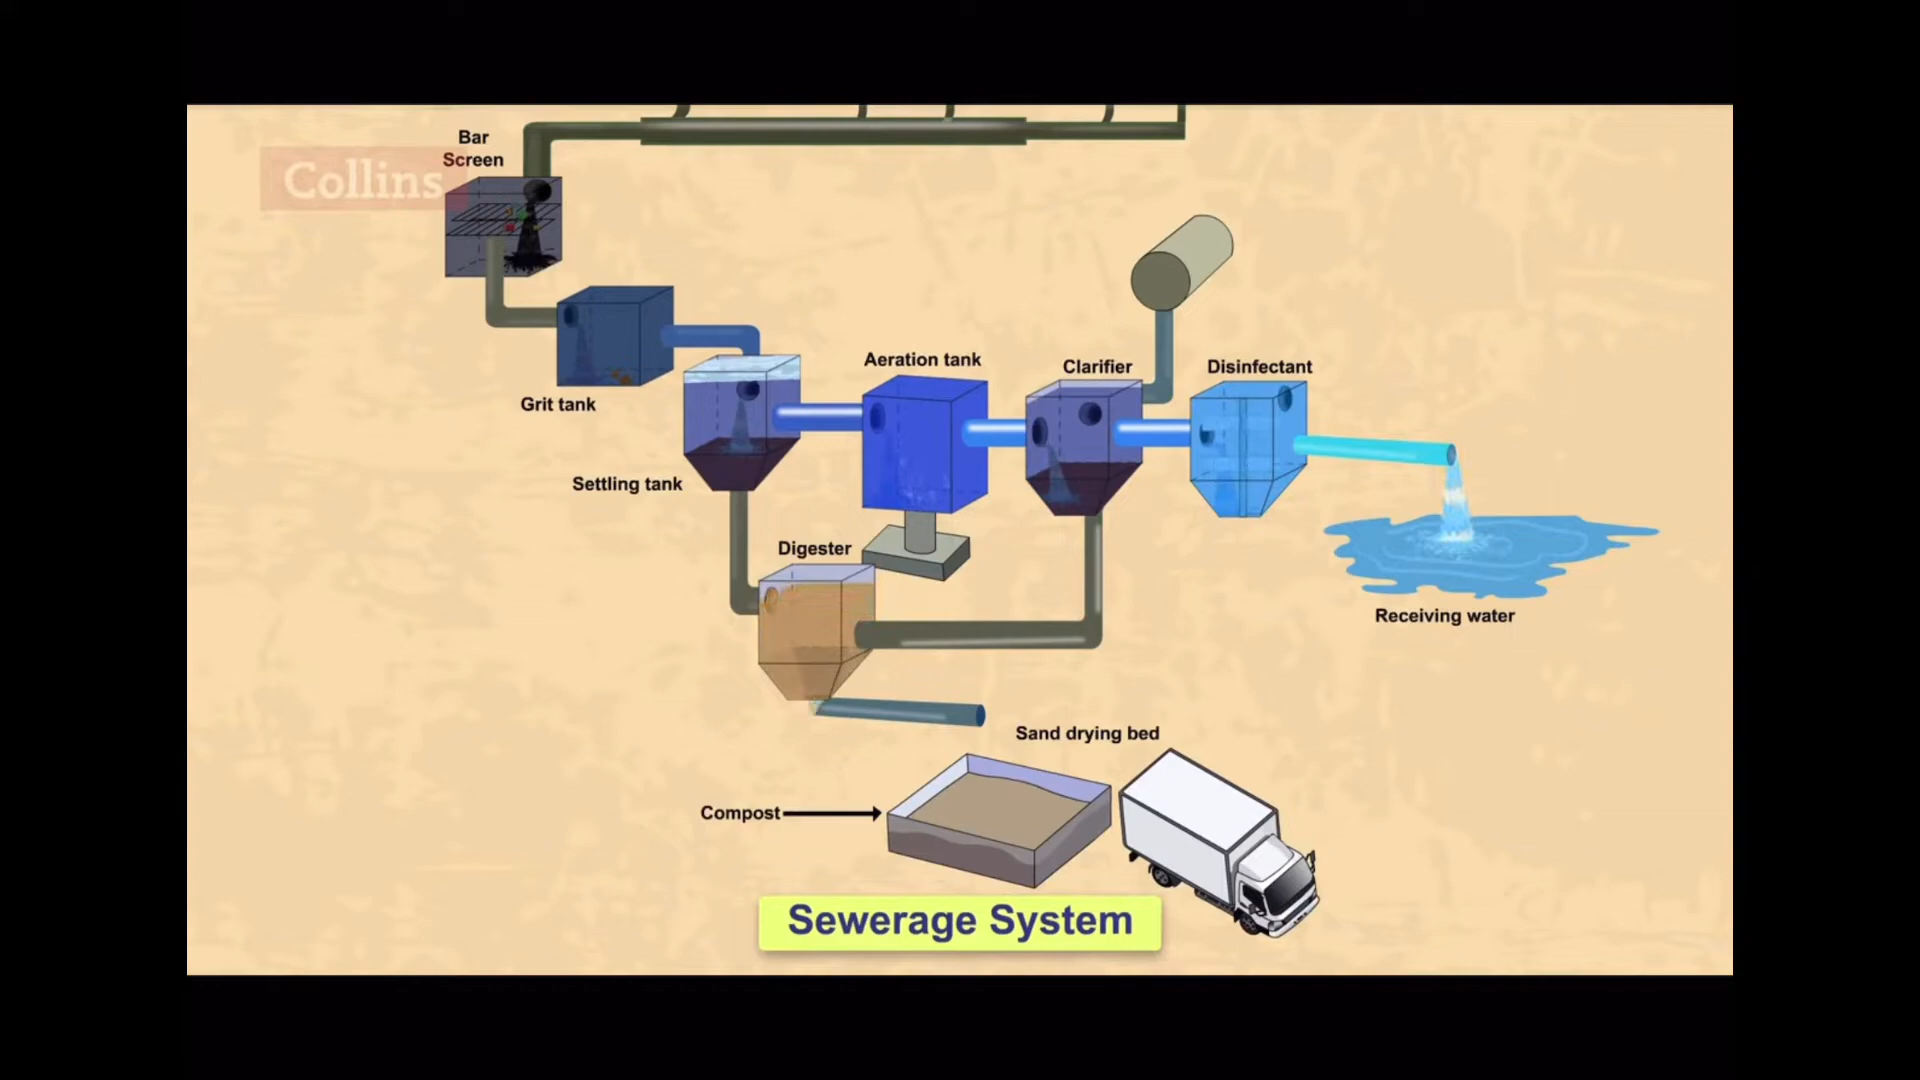 Bar
Screen
Collins
Grit tank
Settling tank
Aeration tank
Clarifier
Disinfectant
Digester
Receiving water
Sand drying bed
Compost
Sewerage System